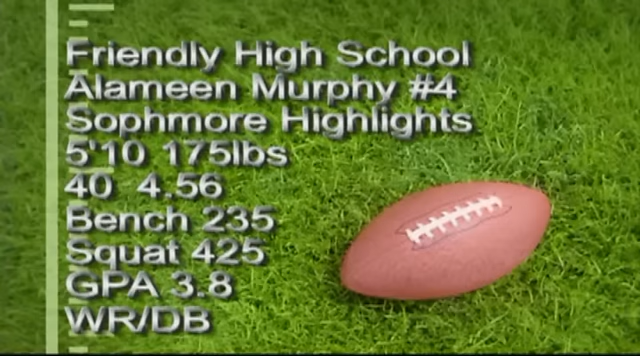 Friendly High School
Alameen Murphy #4
Sophmore Highlights
5'10 175lbs
40 4.56
Bench 235
Squat 425
GPA 3.8
WR/DB